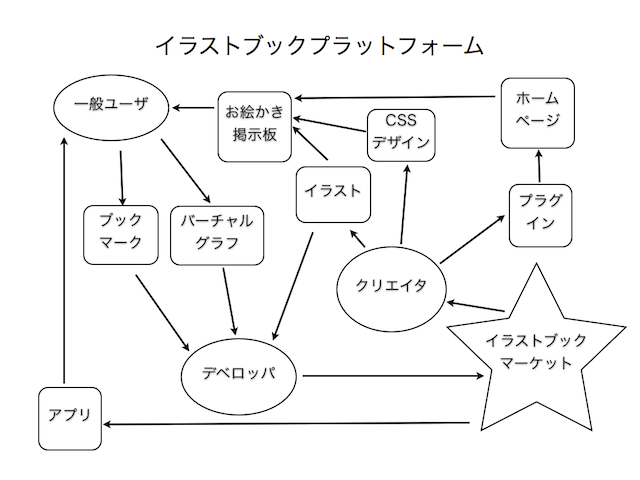 イラストブックプラットフォーム
一般ユーザ
お絵かき
掲示板
CSS
デザイン
ホーム
ページ
イラスト
プラグ
イン
ブック
マーク
バーチャル
グラフ
クリエイタ
イラストブック
マーケット
デベロッパ
アプリ